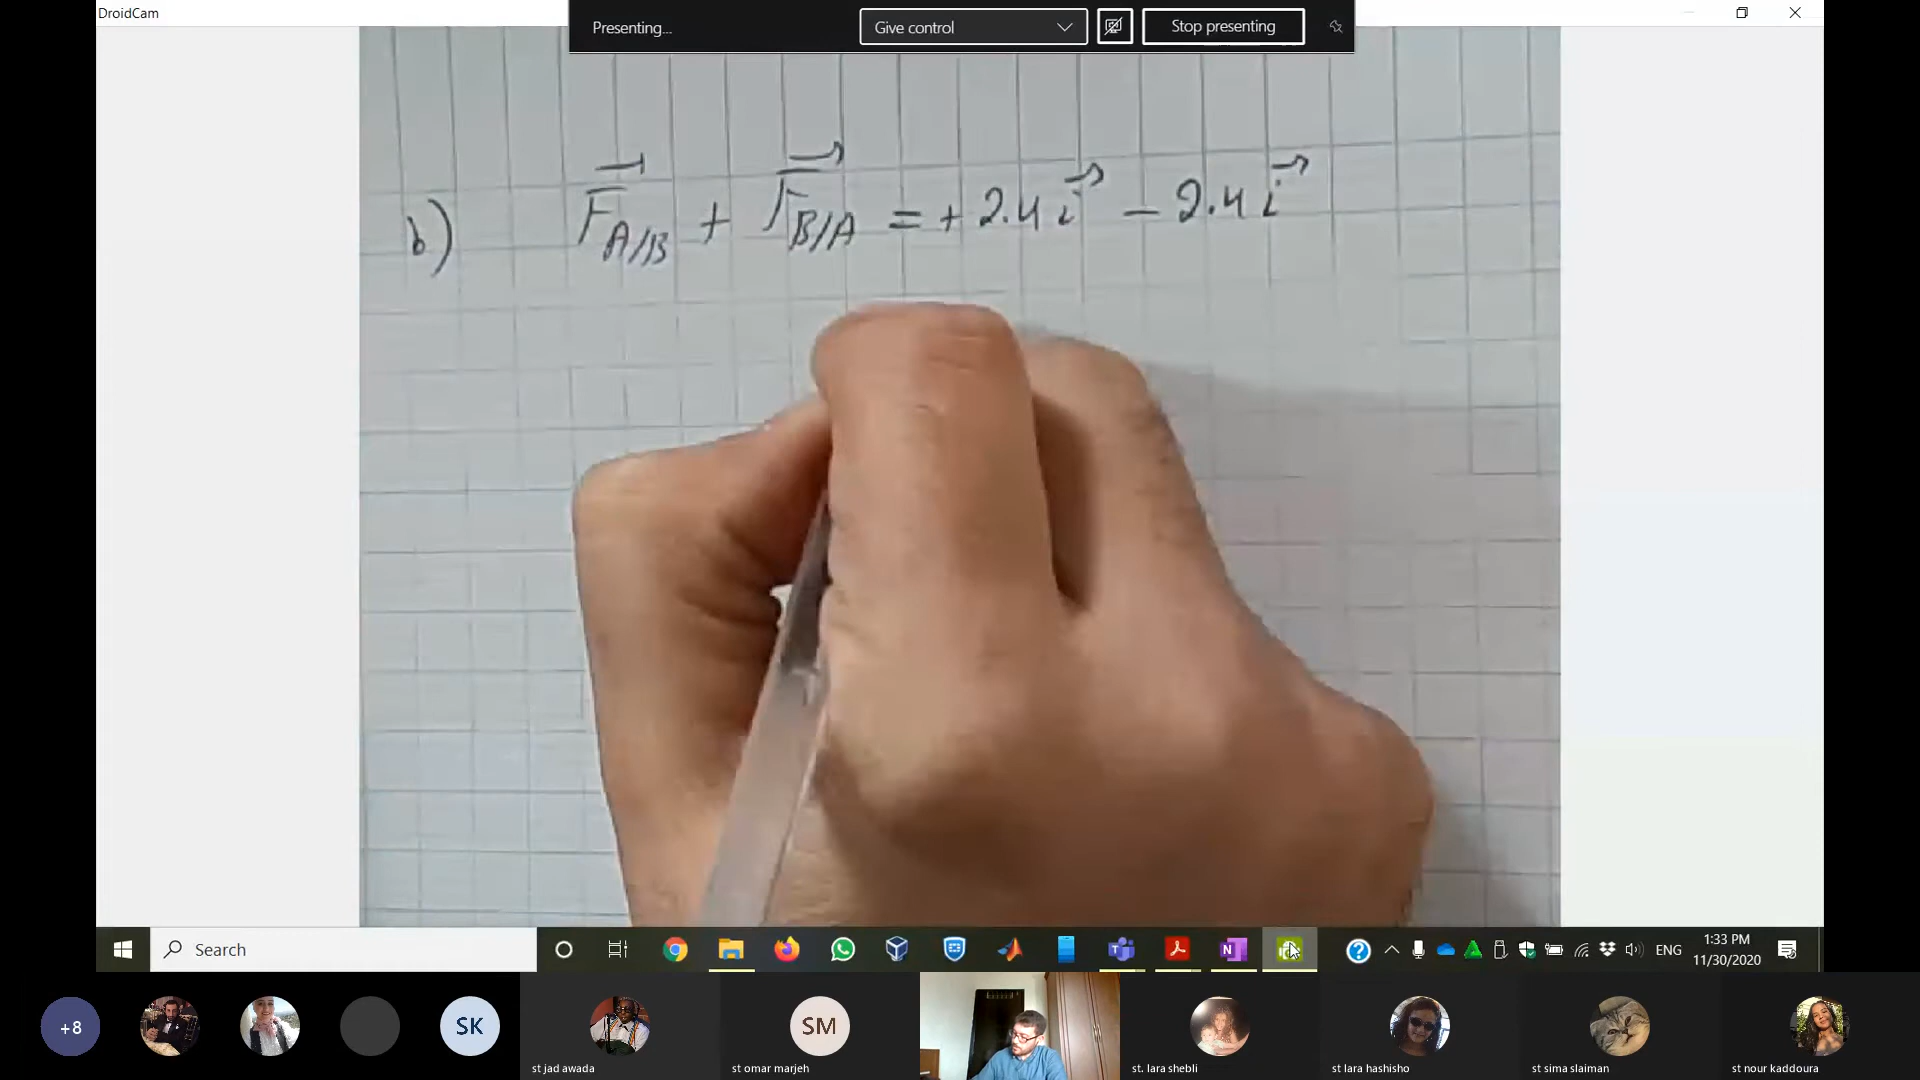 DroidCam
Presenting...
Give control
Stop presenting
b) F⃗A/B + F⃗B/A = + 2.4 i⃗ − 2.4 i⃗
Search
ENG
1:33 PM
11/30/2020
+8
SK
SM
st jad awada
st omar marjeh
st. lara shebli
st lara hashisho
st sima slaiman
st nour kaddoura